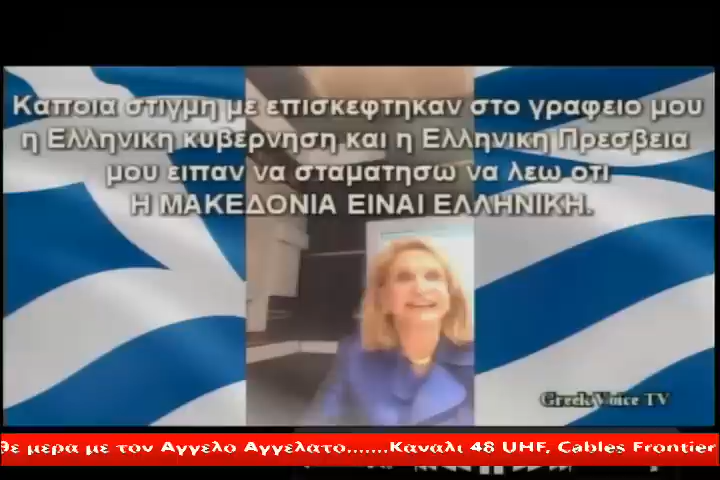 Καποια στιγμη με επισκεφτηκαν στο γραφειο μου
η Ελληνικη κυβερνηση και η Ελληνικη Πρεσβεια
μου ειπαν να σταματησω να λεω οτι
Η ΜΑΚΕΔΟΝΙΑ ΕΙΝΑΙ ΕΛΛΗΝΙΚΗ.
Greek Voice TV
θε μερα με τον Αγγελο Αγγελατο.......Καναλι 48 UHF, Cables Frontier